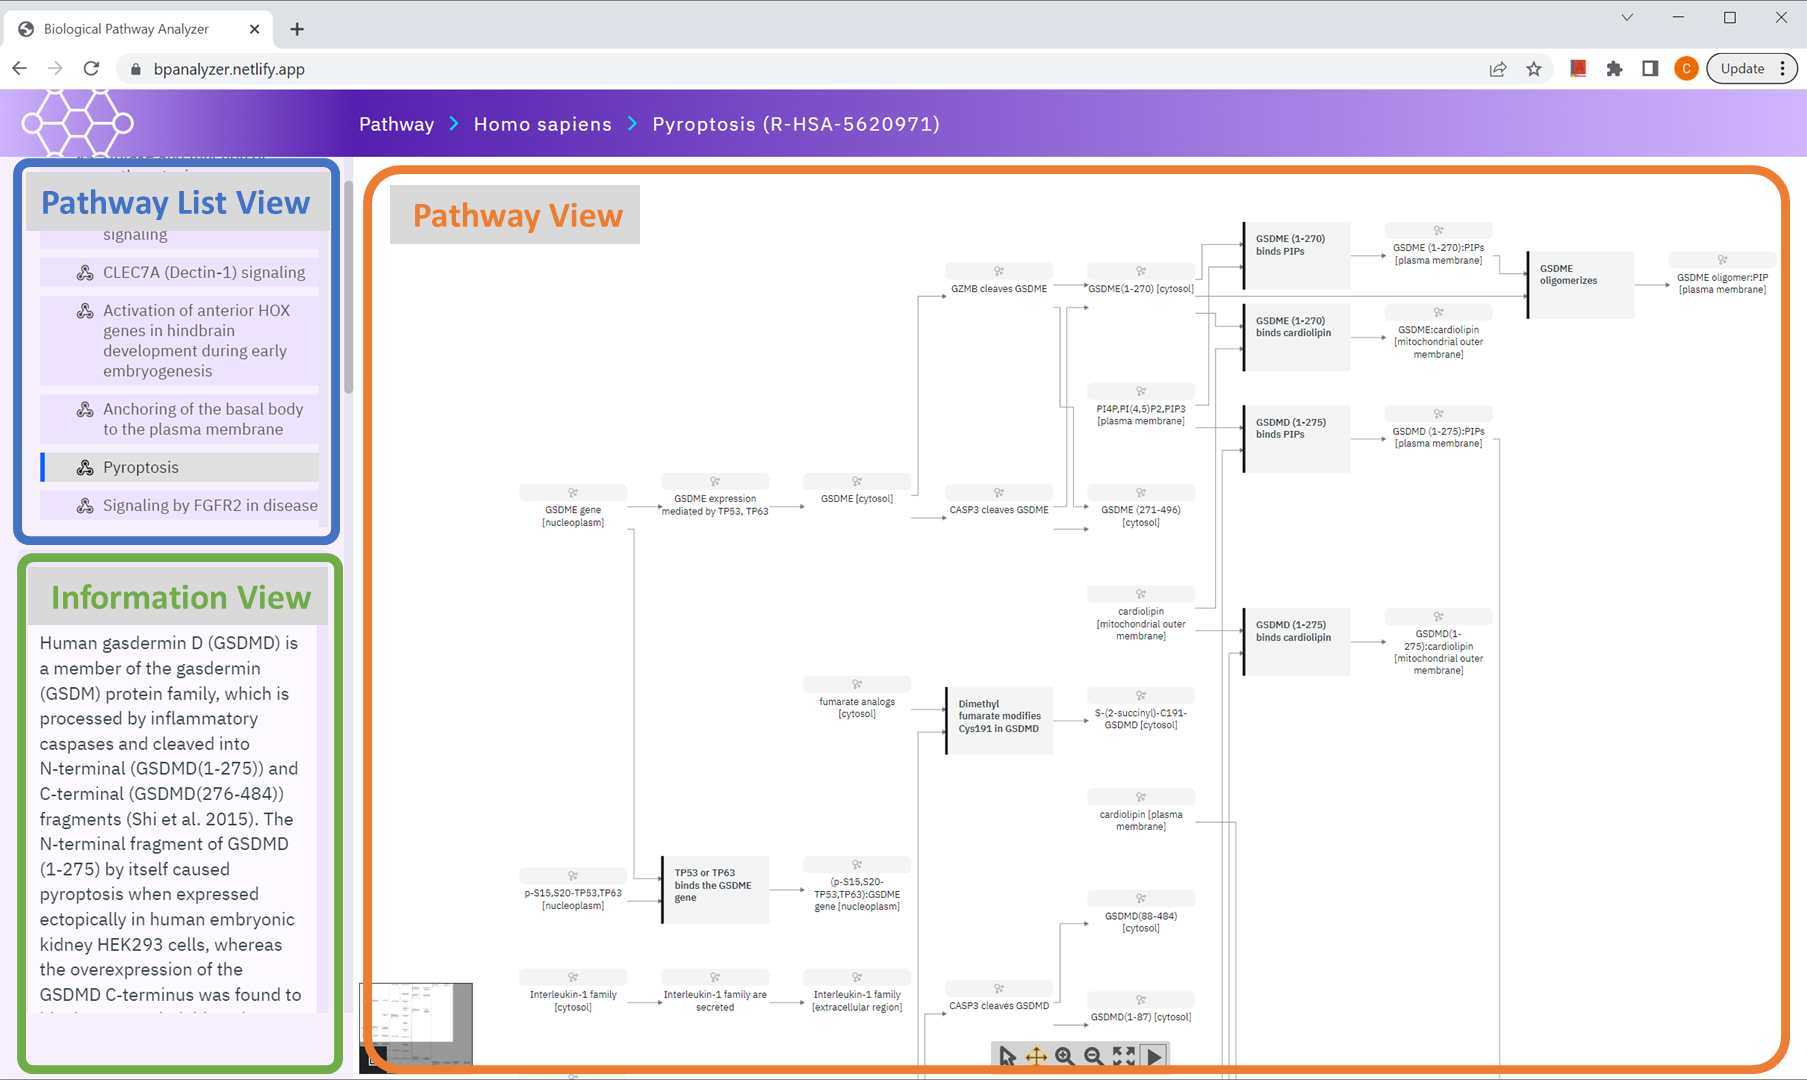 Biological Pathway Analyzer
bpanalyzer.netlify.app
C
Update
Pathway > Homo sapiens > Pyroptosis (R-HSA-5620971)
Pathway List View
signaling
CLEC7A (Dectin-1) signaling
Activation of anterior HOX
genes in hindbrain
development during early
embryogenesis
Anchoring of the basal body
to the plasma membrane
Pyroptosis
Signaling by FGFR2 in disease
Information View
Human gasdermin D (GSDMD) is
a member of the gasdermin
(GSDM) protein family, which is
processed by inflammatory
caspases and cleaved into
N-terminal (GSDMD(1-275)) and
C-terminal (GSDMD(276-484))
fragments (Shi et al. 2015). The
N-terminal fragment of GSDMD
(1-275) by itself caused
pyroptosis when expressed
ectopically in human embryonic
kidney HEK293 cells, whereas
the overexpression of the
GSDMD C-terminus was found to
Pathway View
GSDME (1-270)
binds PIPs
GSDME (1-270):PIPs
[plasma membrane]
GSDME
oligomerizes
GSDME oligomer:PIP
[plasma membrane]
GZMB cleaves GSDME
GSDME(1-270) [cytosol]
GSDME (1-270)
binds cardiolipin
GSDME:cardiolipin
[mitochondrial outer
membrane]
PI4P,PI(4,5)P2,PIP3
[plasma membrane]
GSDMD (1-275)
binds PIPs
GSDMD (1-275):PIPs
[plasma membrane]
GSDME gene
[nucleoplasm]
GSDME expression
mediated by TP53, TP63
GSDME [cytosol]
CASP3 cleaves GSDME
GSDME (271-496)
[cytosol]
cardiolipin
[mitochondrial outer
membrane]
GSDMD (1-275)
binds cardiolipin
GSDMD(1-
275):cardiolipin
[mitochondrial outer
membrane]
fumarate analogs
[cytosol]
Dimethyl
fumarate modifies
Cys191 in GSDMD
S-(2-succinyl)-C191-
GSDMD [cytosol]
cardiolipin [plasma
membrane]
p-S15,S20-TP53,TP63
[nucleoplasm]
TP53 or TP63
binds the GSDME
gene
(p-S15,S20-
TP53,TP63):GSDME
gene [nucleoplasm]
GSDMD(88-484)
[cytosol]
Interleukin-1 family
[cytosol]
Interleukin-1 family are
secreted
Interleukin-1 family
[extracellular region]
CASP3 cleaves GSDMD
GSDMD(1-87) [cytosol]